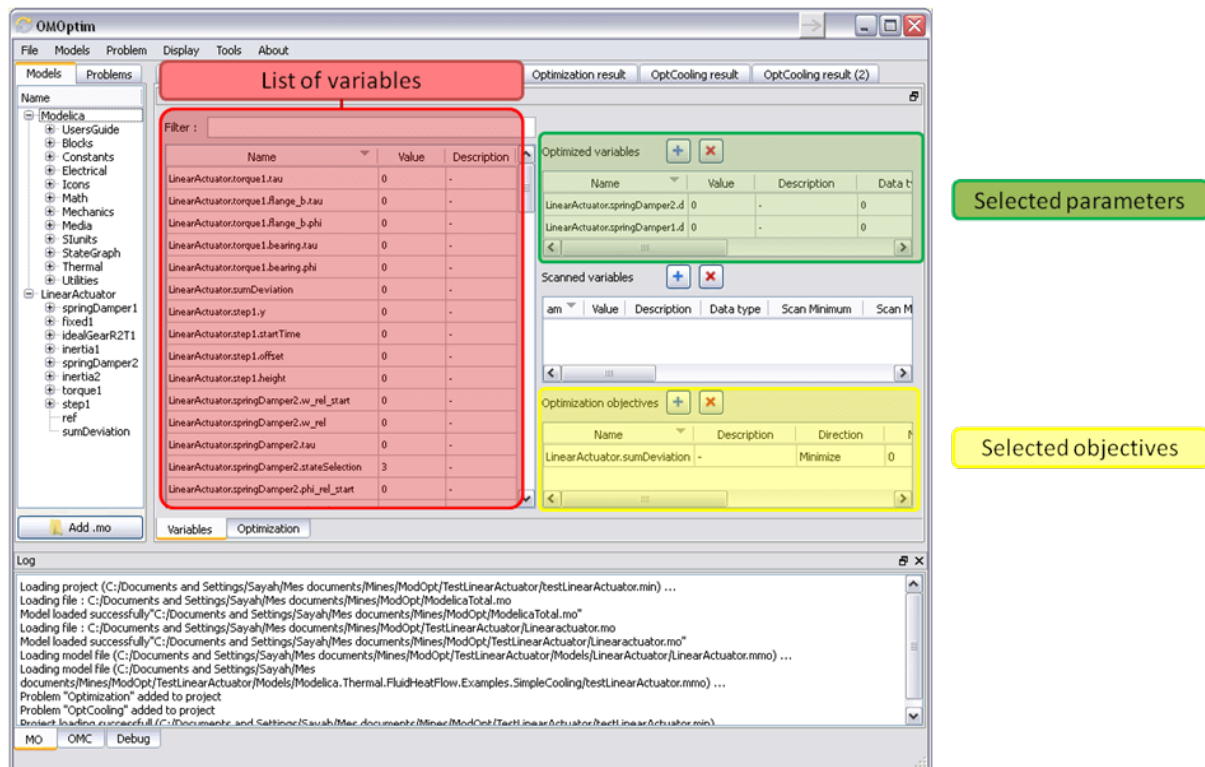 OMOptim
File Models Problem Display Tools About
Models Problems
List of variables
Optimization result OptCooling result OptCooling result (2)
Name
Modelica
UsersGuide
Blocks
Constants
Electrical
Icons
Math
Mechanics
Media
SIunits
StateGraph
Thermal
Utilities
LinearActuator
springDamper1
fixed1
idealGearR2T1
inertia1
springDamper2
inertia2
torque1
step1
ref
sumDeviation
Add .mo
Filter :
Name Value Description
LinearActuator.torque1.tau 0 -
LinearActuator.torque1.flange_b.tau 0 -
LinearActuator.torque1.flange_b.phi 0 -
LinearActuator.torque1.bearing.tau 0 -
LinearActuator.torque1.bearing.phi 0 -
LinearActuator.sumDeviation 0 -
LinearActuator.step1.y 0 -
LinearActuator.step1.startTime 0 -
LinearActuator.step1.offset 0 -
LinearActuator.step1.height 0 -
LinearActuator.springDamper2.w_rel_start 0 -
LinearActuator.springDamper2.w_rel 0 -
LinearActuator.springDamper2.tau 0 -
LinearActuator.springDamper2.stateSelection 3 -
LinearActuator.springDamper2.phi_rel_start 0 -
Variables Optimization
Optimized variables
Name Value Description Data t
LinearActuator.springDamper2.d 0 - 0
LinearActuator.springDamper1.d 0 - 0
Selected parameters
Scanned variables
am Value Description Data type Scan Minimum Scan M
Optimization objectives
Name Description Direction
LinearActuator.sumDeviation - Minimize 0
Selected objectives
Log
Loading project (C:/Documents and Settings/Sayah/Mes documents/Mines/ModOpt/TestLinearActuator/testLinearActuator.min) ...
Loading file : C:/Documents and Settings/Sayah/Mes documents/Mines/ModOpt/ModelicaTotal.mo
Model loaded successfully"C:/Documents and Settings/Sayah/Mes documents/Mines/ModOpt/ModelicaTotal.mo"
Loading file : C:/Documents and Settings/Sayah/Mes documents/Mines/ModOpt/TestLinearActuator/Linearactuator.mo
Model loaded successfully"C:/Documents and Settings/Sayah/Mes documents/Mines/ModOpt/TestLinearActuator/Linearactuator.mo"
Loading model file (C:/Documents and Settings/Sayah/Mes documents/Mines/ModOpt/TestLinearActuator/Models/LinearActuator/LinearActuator.mmo) ...
Loading model file (C:/Documents and Settings/Sayah/Mes
documents/Mines/ModOpt/TestLinearActuator/Models/Modelica.Thermal.FluidHeatFlow.Examples.SimpleCooling/testLinearActuator.mmo) ...
Problem "Optimization" added to project
Problem "OptCooling" added to project
Project loading successfull (C:/Documents and Settings/Sayah/Mes documents/Mines/ModOpt/TestLinearActuator/testLinearActuator.min)
MO OMC Debug